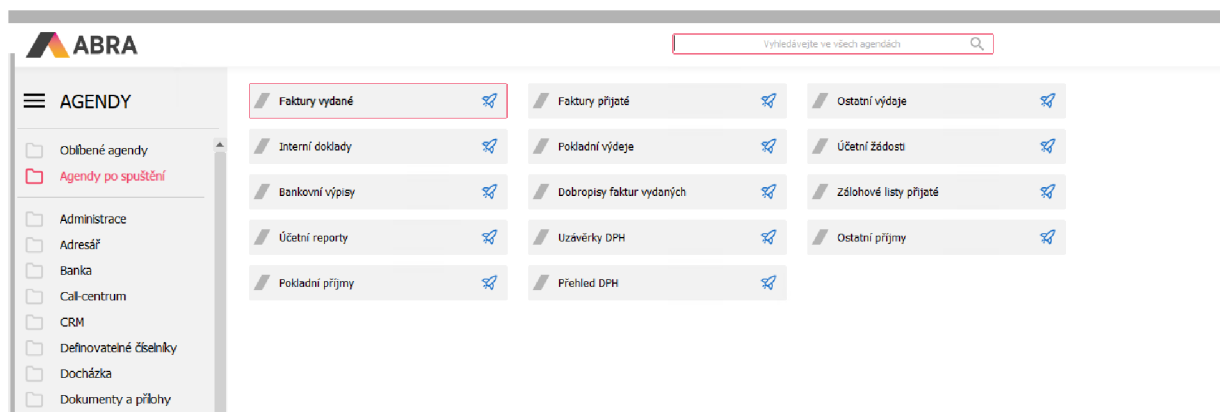 ABRA
Vyhledávejte ve všech agendách
AGENDY
Oblíbené agendy
Agendy po spuštění
Administrace
Adresář
Banka
Call-centrum
CRM
Definovatelné číselníky
Docházka
Dokumenty a přílohy
Faktury vydané
Faktury přijaté
Ostatní výdaje
Interní doklady
Pokladní výdeje
Účetní žádosti
Bankovní výpisy
Dobropisy faktur vydaných
Zálohové listy přijaté
Účetní reporty
Uzávěrky DPH
Ostatní příjmy
Pokladní příjmy
Přehled DPH